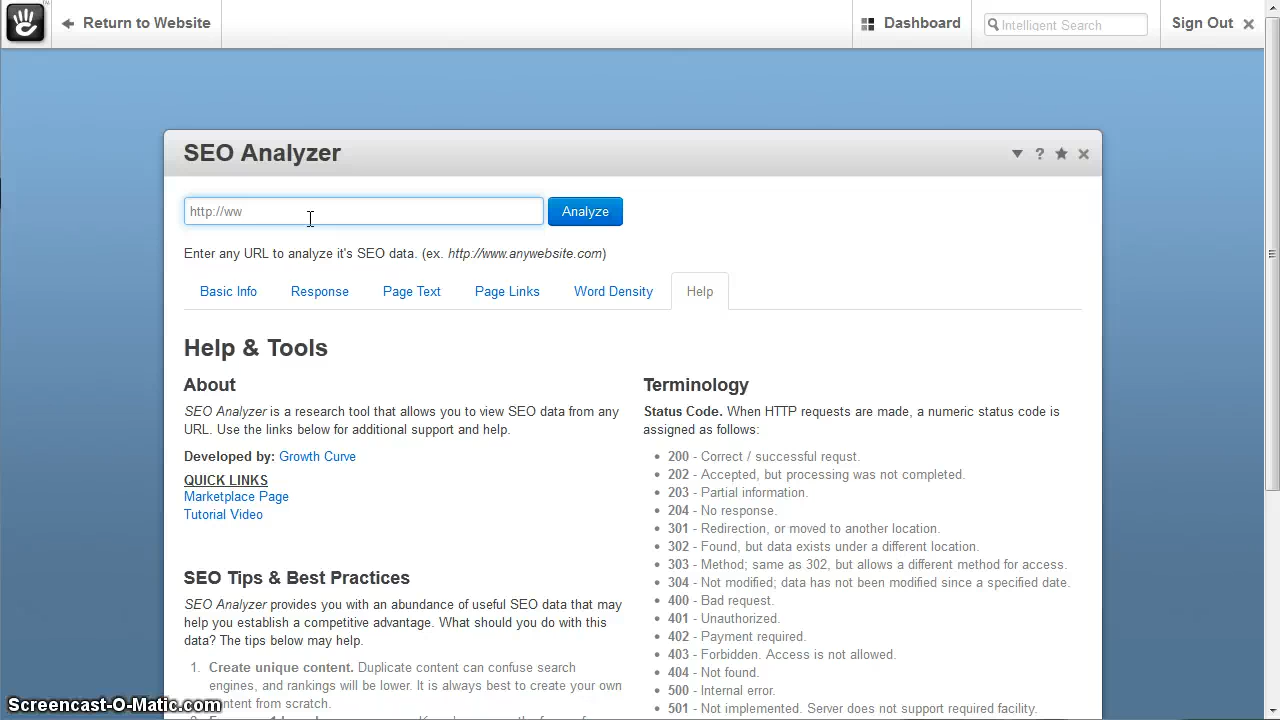 Return to Website
Dashboard
Intelligent Search
Sign Out
SEO Analyzer
?
http://ww
Analyze
Enter any URL to analyze it's SEO data. (ex. http://www.anywebsite.com)
Basic Info
Response
Page Text
Page Links
Word Density
Help
Help & Tools
About
SEO Analyzer is a research tool that allows you to view SEO data from any
URL. Use the links below for additional support and help.
Developed by: Growth Curve
QUICK LINKS
Marketplace Page
Tutorial Video
SEO Tips & Best Practices
SEO Analyzer provides you with an abundance of useful SEO data that may
help you establish a competitive advantage. What should you do with this
data? The tips below may help.
1. Create unique content. Duplicate content can confuse search
engines, and rankings will be lower. It is always best to create your own
content from scratch.
Terminology
Status Code. When HTTP requests are made, a numeric status code is
assigned as follows:
200 - Correct / successful requst.
202 - Accepted, but processing was not completed.
203 - Partial information.
204 - No response.
301 - Redirection, or moved to another location.
302 - Found, but data exists under a different location.
303 - Method; same as 302, but allows a different method for access.
304 - Not modified; data has not been modified since a specified date.
400 - Bad request.
401 - Unauthorized.
402 - Payment required.
403 - Forbidden. Access is not allowed.
404 - Not found.
500 - Internal error.
501 - Not implemented. Server does not support required facility.
Screencast-O-Matic.com